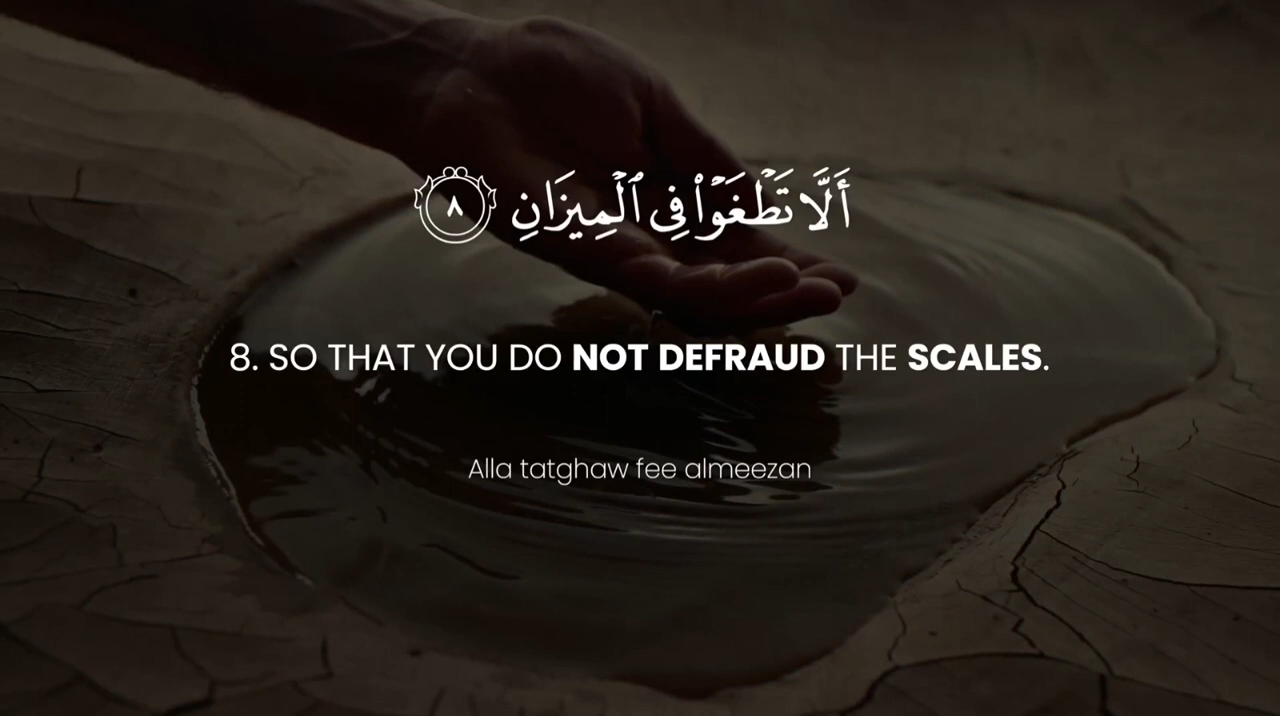 أَلَّا تَطْغَوْا۟ فِى ٱلْمِيزَانِ ٨
8. SO THAT YOU DO NOT DEFRAUD THE SCALES.
Alla tatghaw fee almeezan